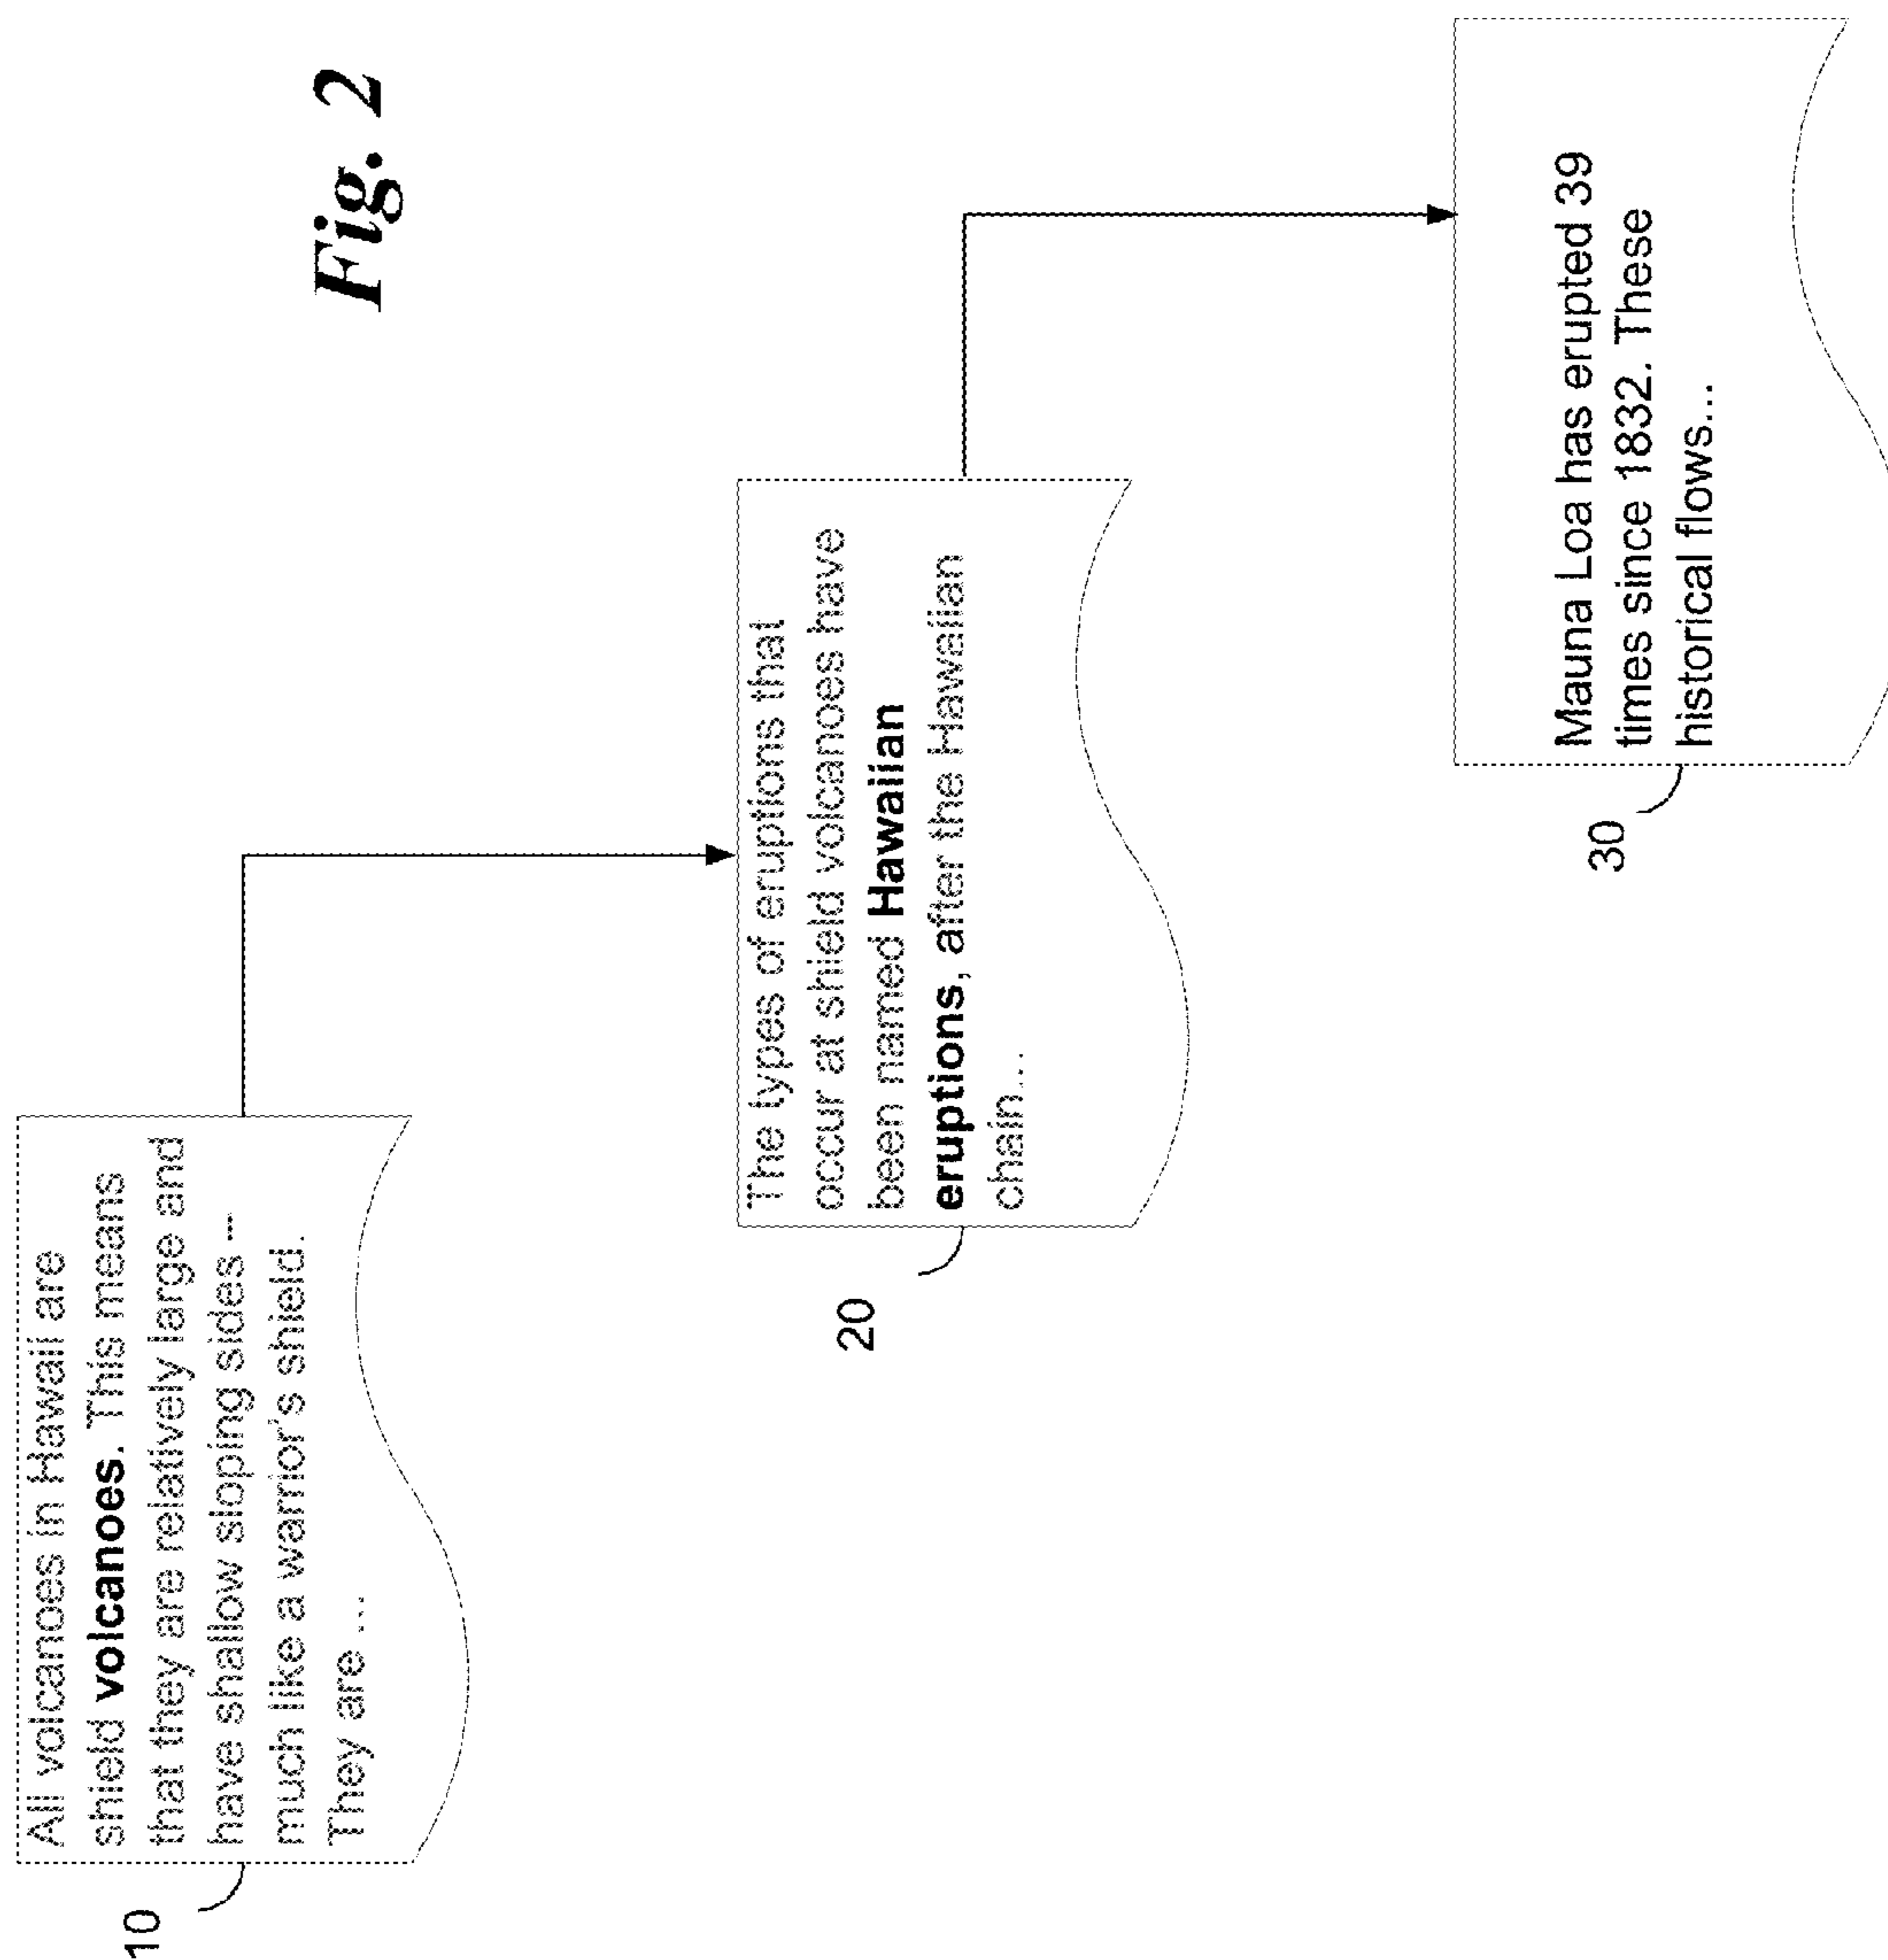 Fig. 2
10
All volcanoes in Hawaii are
shield volcanoes. This means
that they are relatively large and
have shallow sloping sides --
much like a warrior's shield.
They are ...
20
The types of eruptions that
occur at shield volcanoes have
been named Hawaiian
eruptions, after the Hawaiian
chain...
30
Mauna Loa has erupted 39
times since 1832. These
historical flows...